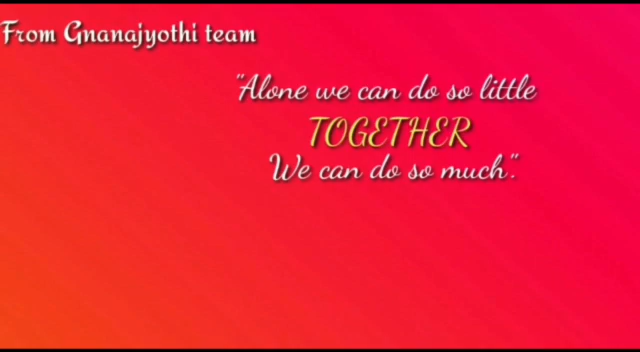 From Gnanajyothi team
"Alone we can do so little
TOGETHER
We can do so much".